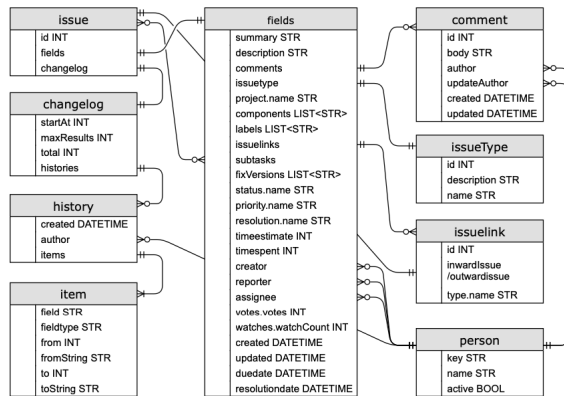 issue
id INT
fields
changelog
changelog
startAt INT
maxResults INT
total INT
histories
history
created DATETIME
author
items
item
field STR
fieldtype STR
from INT
fromString STR
to INT
toString STR
fields
summary STR
description STR
comments
issuetype
project.name STR
components LIST<STR>
labels LIST<STR>
issuelinks
subtasks
fixVersions LIST<STR>
status.name STR
priority.name STR
resolution.name STR
timeestimate INT
timespent INT
creator
reporter
assignee
votes.votes INT
watches.watchCount INT
created DATETIME
updated DATETIME
duedate DATETIME
resolutiondate DATETIME
comment
id INT
body STR
author
updateAuthor
created DATETIME
updated DATETIME
issueType
id INT
description STR
name STR
issuelink
id INT
inwardIssue
/outwardissue
type.name STR
person
key STR
name STR
active BOOL